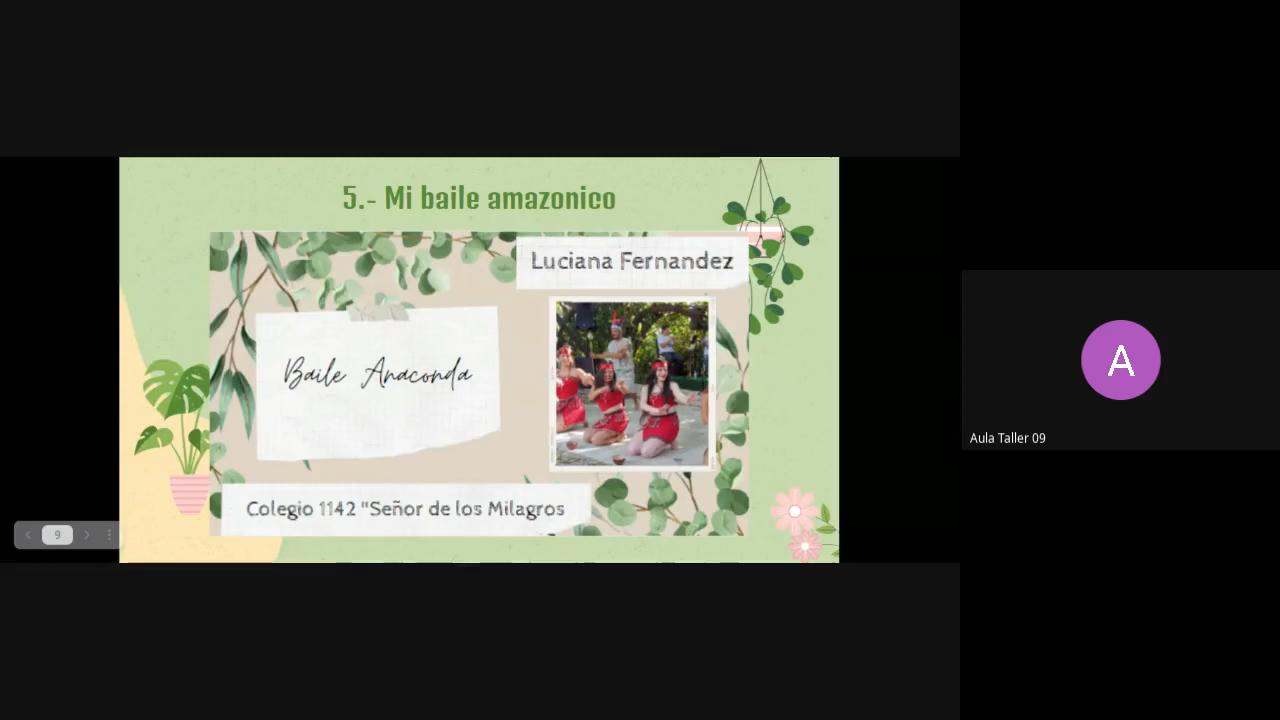 5.- Mi baile amazonico
Luciana Fernandez
Baile Anaconda
Colegio 1142 "Señor de los Milagros
9
A
Aula Taller 09